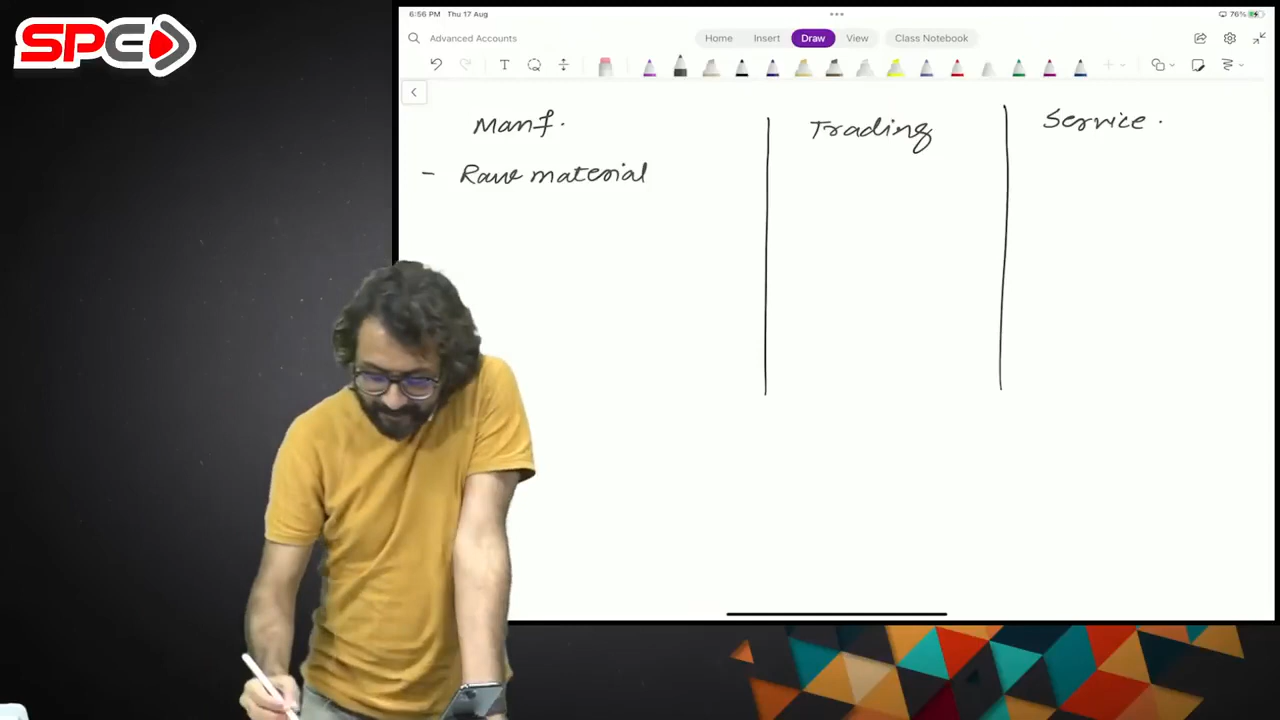 SPE
6:56 PM Thu 17 Aug
76%
Advanced Accounts
Home Insert Draw View Class Notebook
Manf.
Trading
Service.
- Raw material